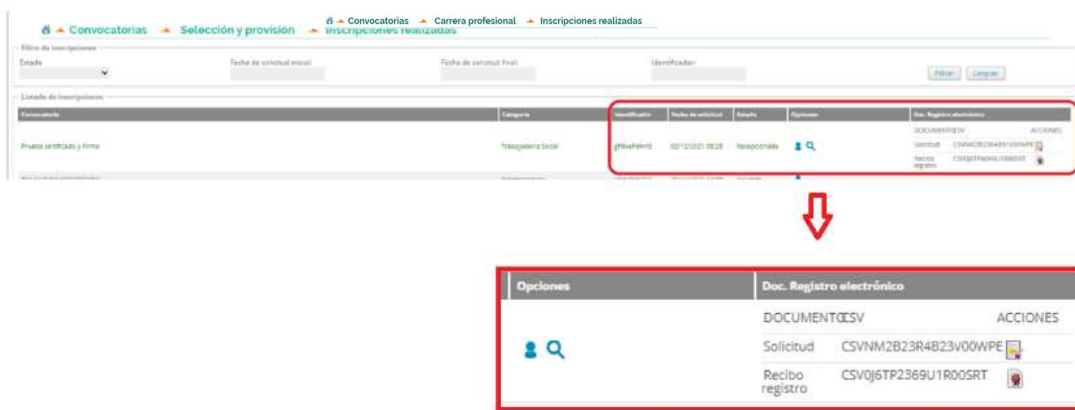 Convocatorias Carrera profesional Inscripciones realizadas
Convocatorias Selección y provisión Inscripciones realizadas
Filtro de inscripciones
Estado Fecha de solicitud inicial: Fecha de solicitud final: Identificador:
Filtrar Limpiar
Listado de inscripciones
Convocatoria Categoría Identificador Fecha de solicitud Estado Opciones Doc. Registro electrónico
DOCUMENTO CSV ACCIONES
Prueba certificado y firma Trabajador/a Social 02/12/2021 08:28 Recepcionada Solicitud CSVNM2B23R4B23V00WPE
Recibo registro CSV0J6TP2369U1R00SRT
Opciones Doc. Registro electrónico
DOCUMENTO CSV ACCIONES
Solicitud CSVNM2B23R4B23V00WPE
Recibo CSV0J6TP2369U1R00SRT
registro